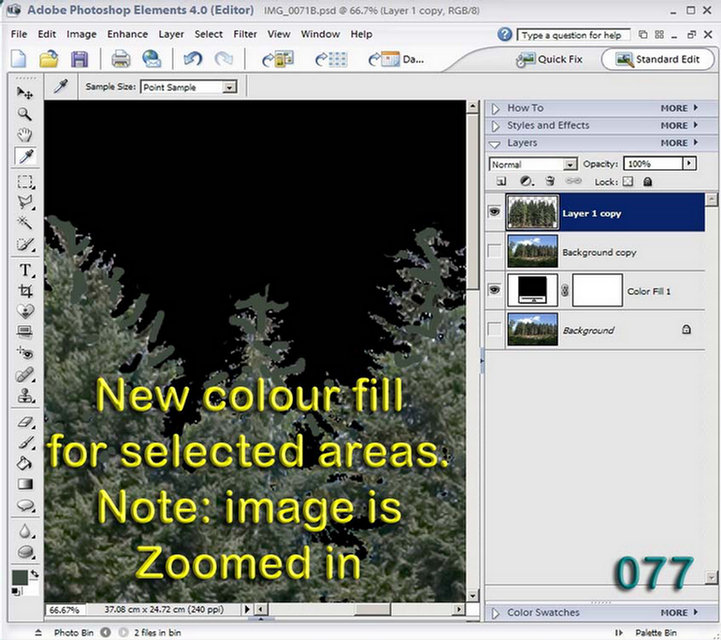 Adobe Photoshop Elements 4.0 (Editor) IMG_0071B.psd @ 66.7% (Layer 1 copy, RGB/8)
File Edit Image Enhance Layer Select Filter View Window Help Type a question for help
Da... Quick Fix Standard Edit
Sample Size: Point Sample
How To MORE
Styles and Effects MORE
Layers MORE
Normal Opacity: 100%
Lock:
Layer 1 copy
Background copy
Color Fill 1
Background
T
New colour fill
for selected areas.
Note: image is
Zoomed in
077
66.67% 37.08 cm x 24.72 cm (240 ppi)
Color Swatches MORE
Photo Bin 2 files in bin Palette Bin